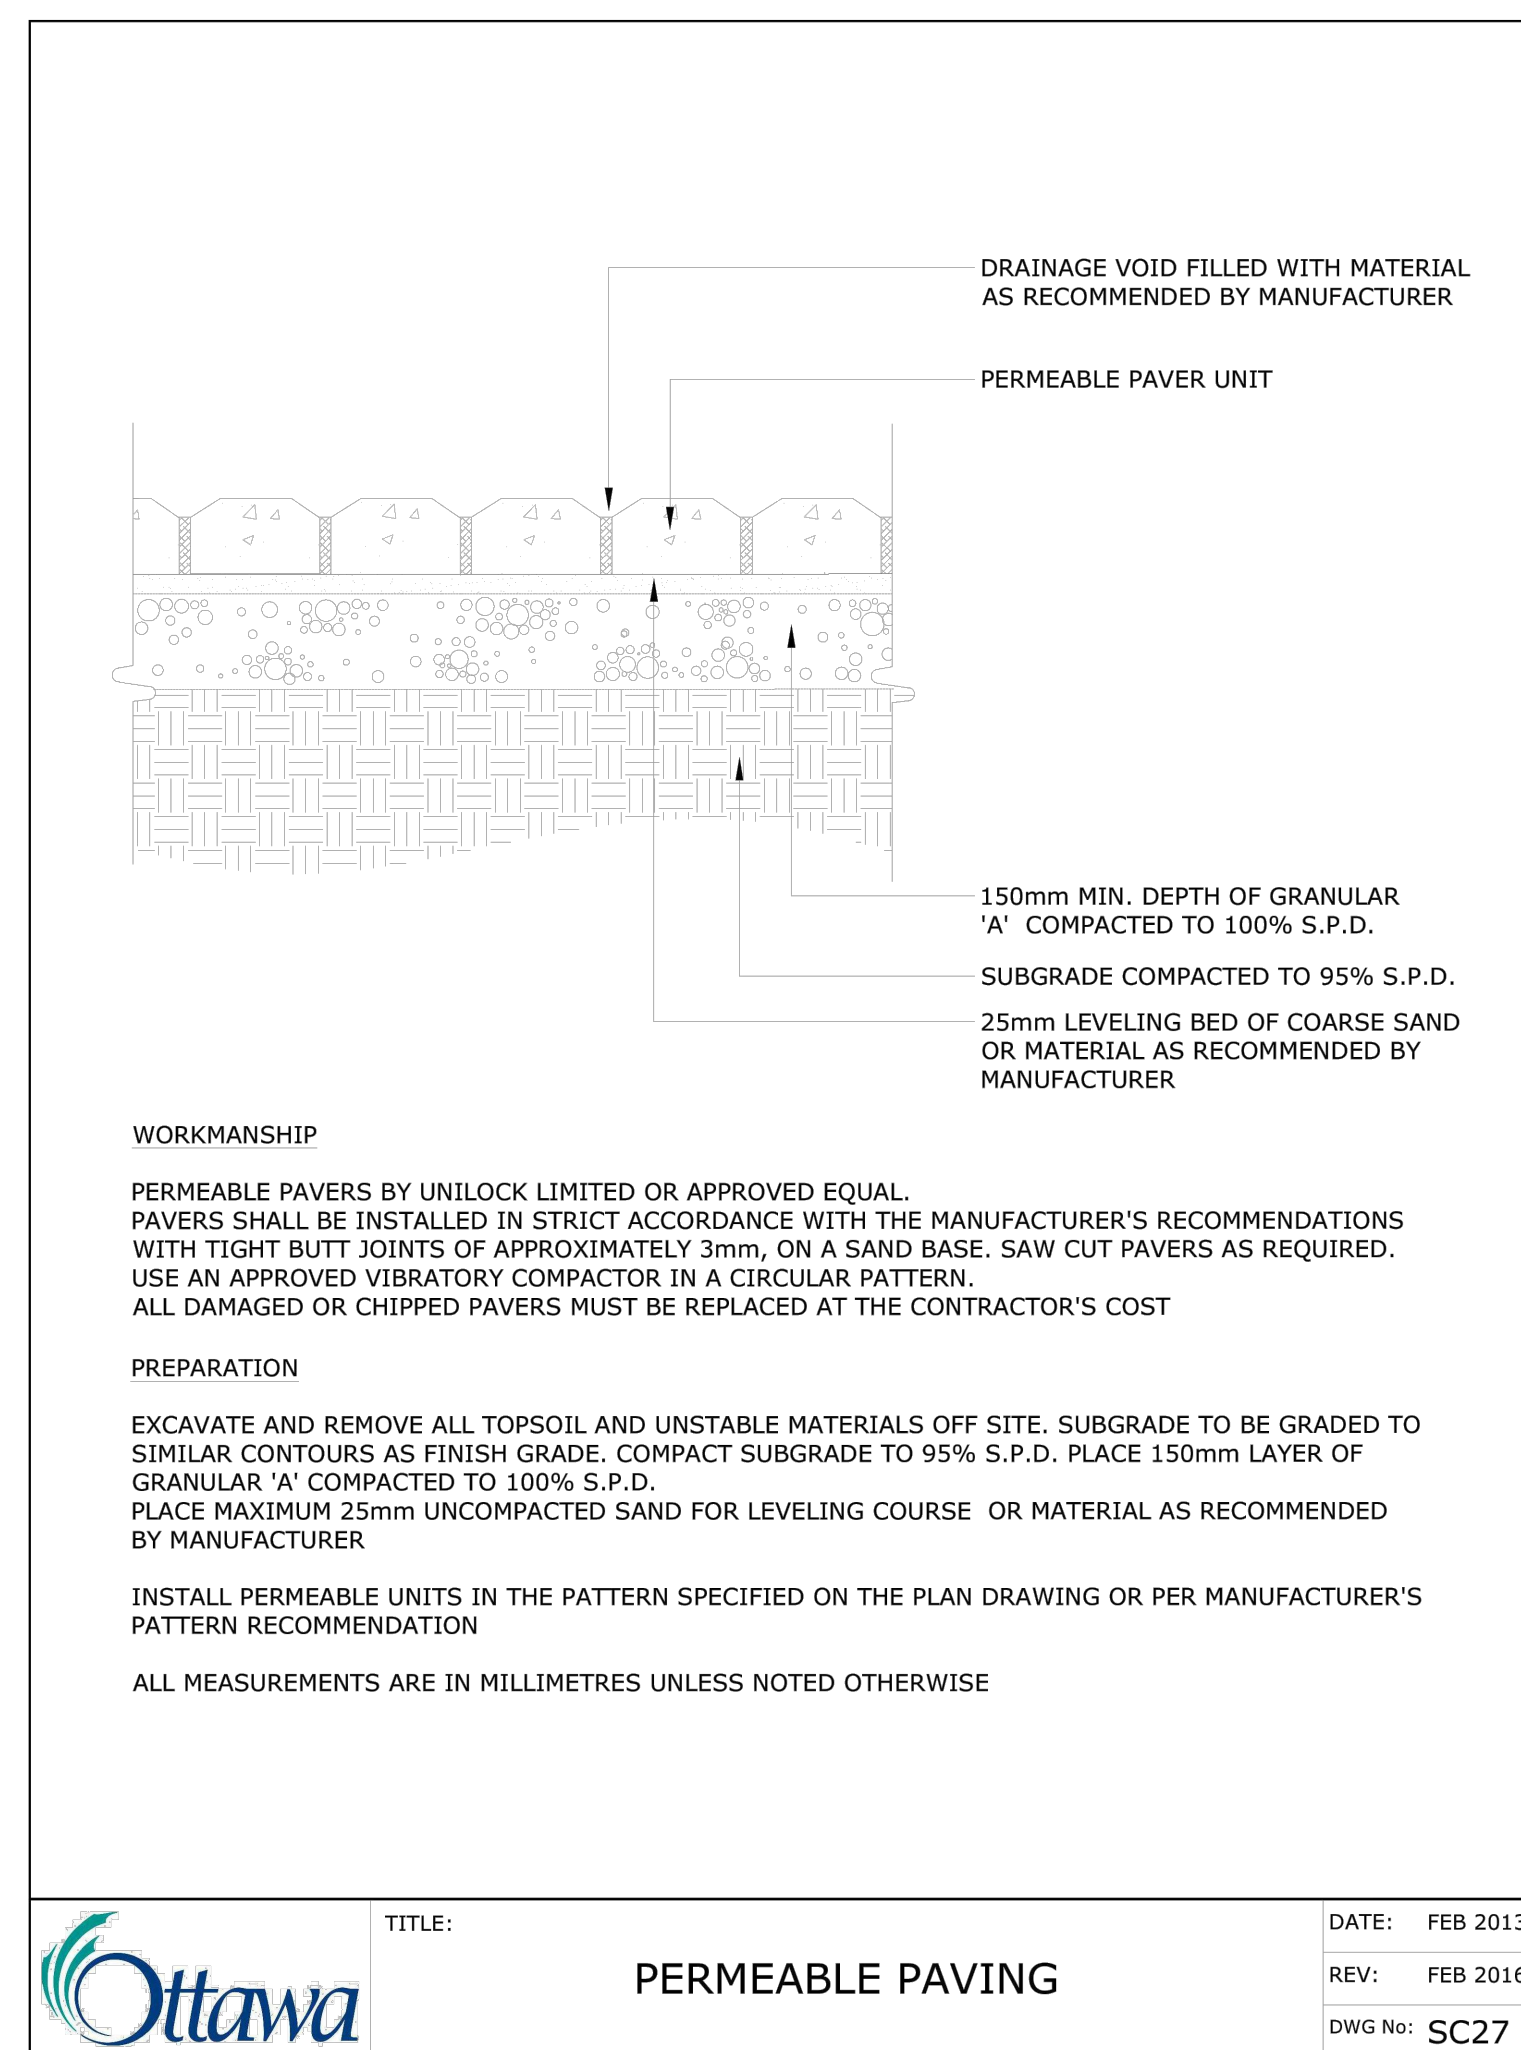 DRAINAGE VOID FILLED WITH MATERIAL
AS RECOMMENDED BY MANUFACTURER
PERMEABLE PAVER UNIT
150mm MIN. DEPTH OF GRANULAR
'A'  COMPACTED TO 100% S.P.D.
SUBGRADE COMPACTED TO 95% S.P.D.
25mm LEVELING BED OF COARSE SAND
OR MATERIAL AS RECOMMENDED BY
MANUFACTURER
WORKMANSHIP
PERMEABLE PAVERS BY UNILOCK LIMITED OR APPROVED EQUAL.
PAVERS SHALL BE INSTALLED IN STRICT ACCORDANCE WITH THE MANUFACTURER'S RECOMMENDATIONS
WITH TIGHT BUTT JOINTS OF APPROXIMATELY 3mm, ON A SAND BASE. SAW CUT PAVERS AS REQUIRED.
USE AN APPROVED VIBRATORY COMPACTOR IN A CIRCULAR PATTERN.
ALL DAMAGED OR CHIPPED PAVERS MUST BE REPLACED AT THE CONTRACTOR'S COST
PREPARATION
EXCAVATE AND REMOVE ALL TOPSOIL AND UNSTABLE MATERIALS OFF SITE. SUBGRADE TO BE GRADED TO
SIMILAR CONTOURS AS FINISH GRADE. COMPACT SUBGRADE TO 95% S.P.D. PLACE 150mm LAYER OF
GRANULAR 'A' COMPACTED TO 100% S.P.D.
PLACE MAXIMUM 25mm UNCOMPACTED SAND FOR LEVELING COURSE  OR MATERIAL AS RECOMMENDED
BY MANUFACTURER
INSTALL PERMEABLE UNITS IN THE PATTERN SPECIFIED ON THE PLAN DRAWING OR PER MANUFACTURER'S
PATTERN RECOMMENDATION
ALL MEASUREMENTS ARE IN MILLIMETRES UNLESS NOTED OTHERWISE
Ottawa
TITLE:
PERMEABLE PAVING
DATE: FEB 2013
REV: FEB 2016
DWG No: SC27